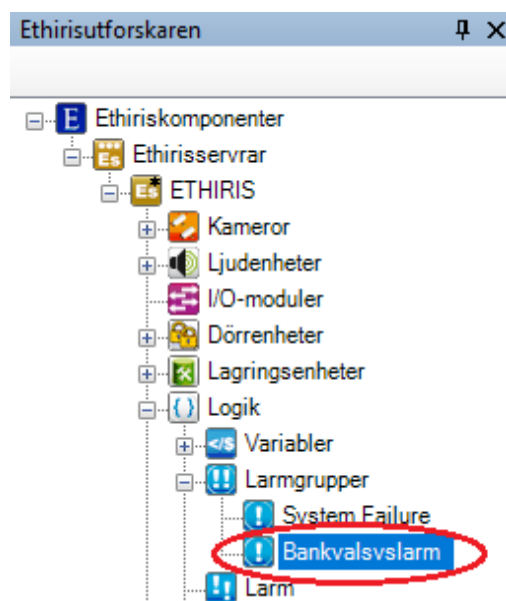 Ethirisutforskaren
Ethiriskomponenter
Ethirisservrar
ETHIRIS
Kameror
Ljudenheter
I/O-moduler
Dörrenheter
Lagringsenheter
Logik
Variabler
Larmgrupper
System Failure
Bankvalsvslarm
Larm